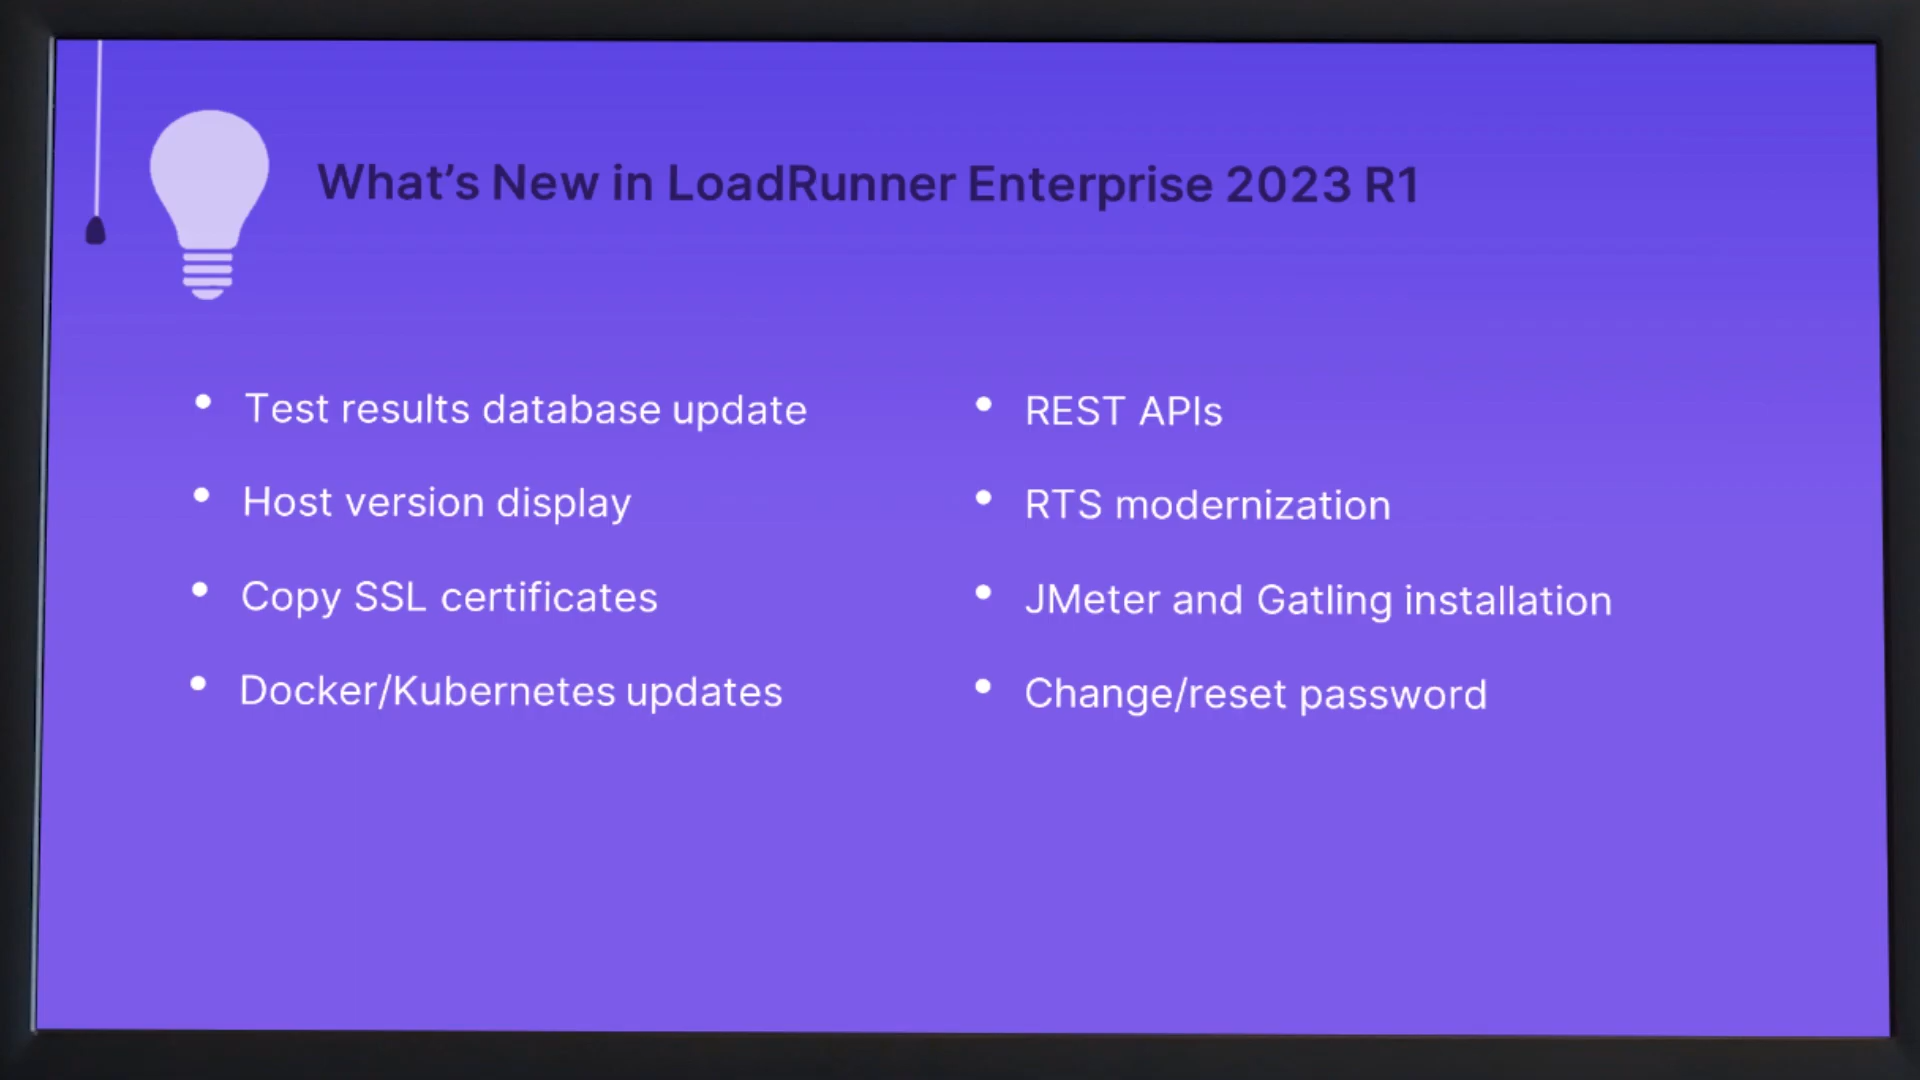 What's New in LoadRunner Enterprise 2023 R1
Test results database update
Host version display
Copy SSL certificates
Docker/Kubernetes updates
REST APIs
RTS modernization
JMeter and Gatling installation
Change/reset password